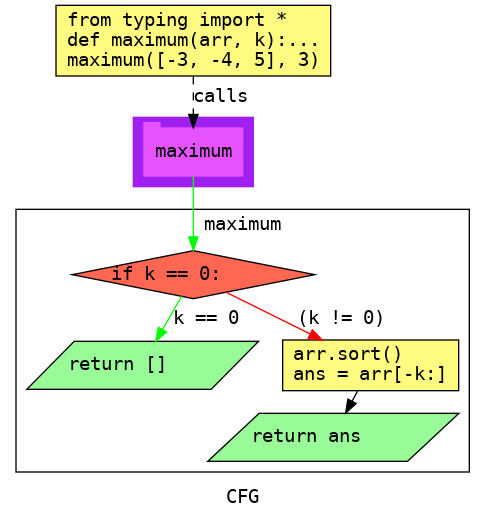 from typing import *
def maximum(arr, k):...
maximum([-3, -4, 5], 3)
calls
maximum
maximum
if k == 0:
k == 0
(k != 0)
return []
arr.sort()
ans = arr[-k:]
return ans
CFG